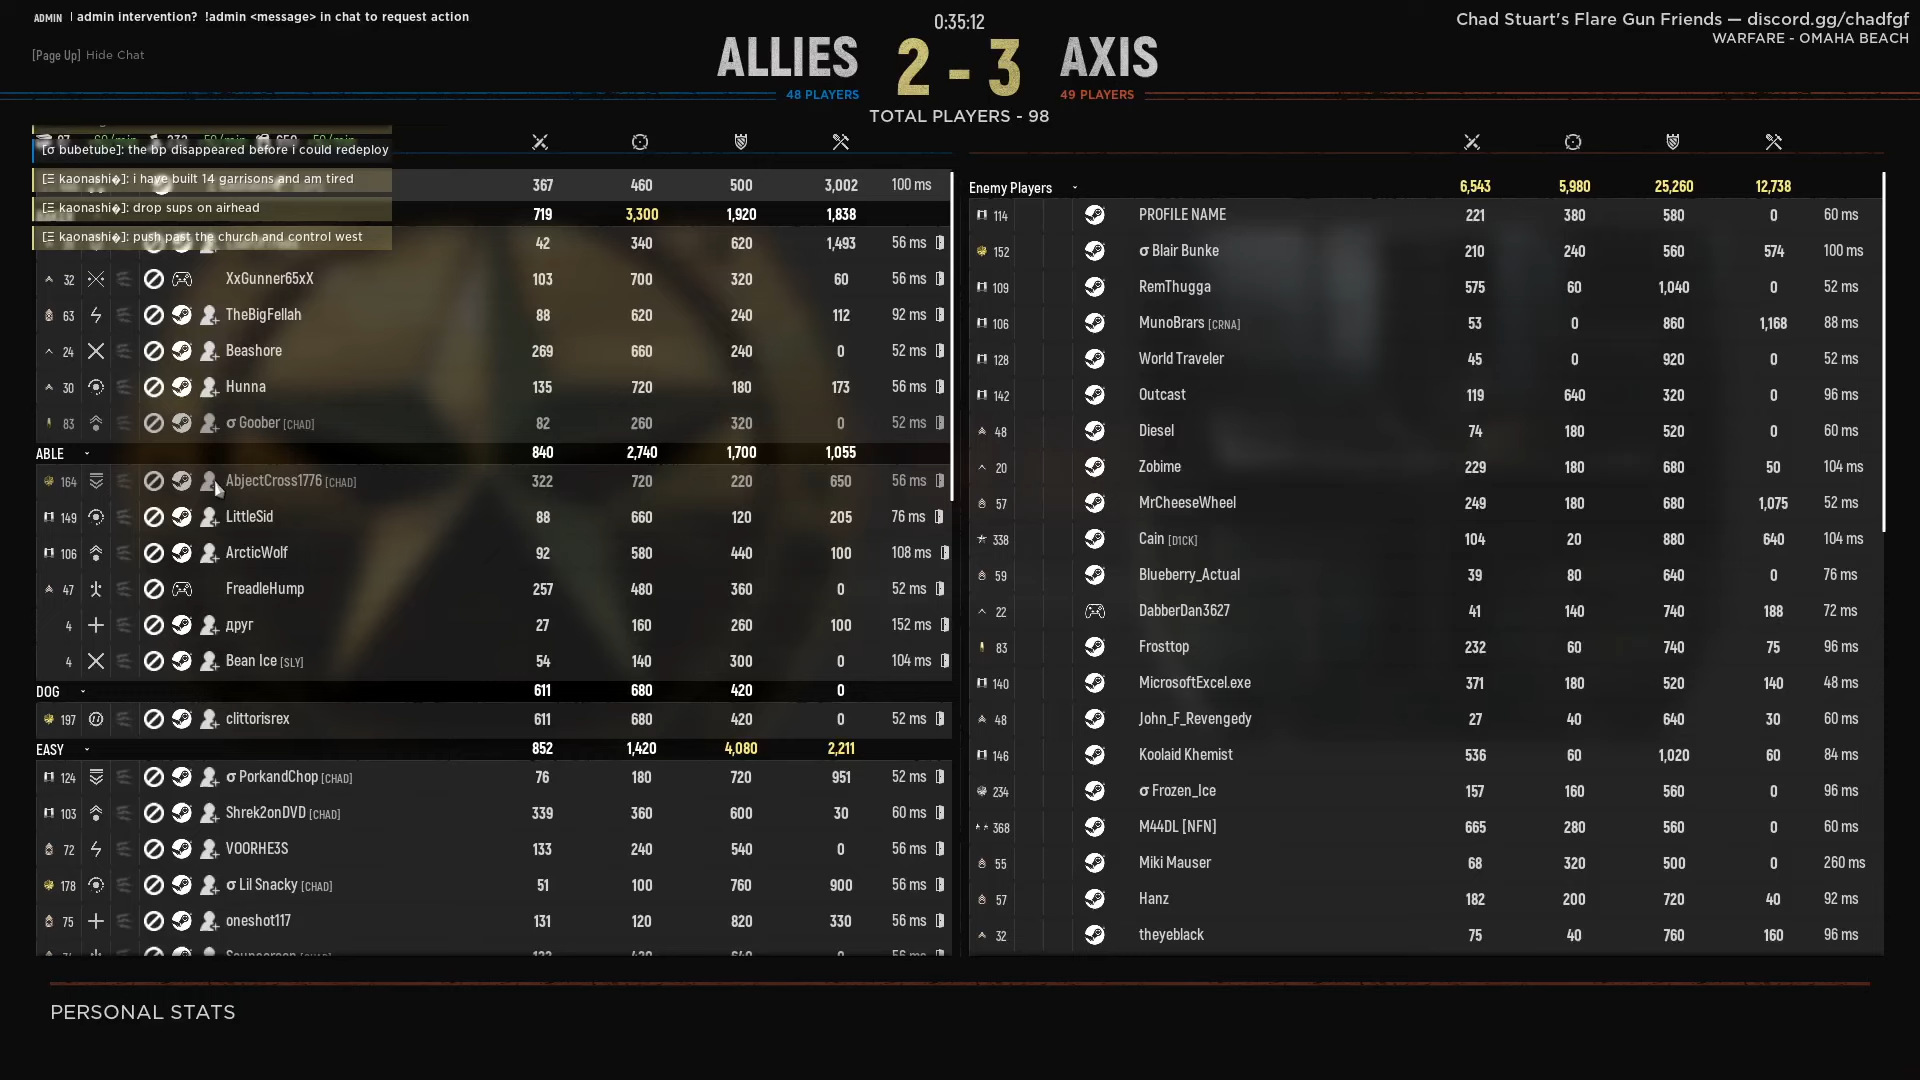 ADMIN | admin intervention? !admin <message> in chat to request action
[Page Up] Hide Chat
0:35:12
ALLIES 2 - 3 AXIS
48 PLAYERS 49 PLAYERS
TOTAL PLAYERS - 98
Chad Stuart's Flare Gun Friends — discord.gg/chadfgf
WARFARE - OMAHA BEACH
[σ bubetube]: the bp disappeared before i could redeploy
[Ξ kaonashi�]: i have built 14 garrisons and am tired
[Ξ kaonashi�]: drop sups on airhead
[Ξ kaonashi�]: push past the church and control west
367 460 500 3,002 100 ms
719 3,300 1,920 1,838
42 340 620 1,493 56 ms
32 XxGunner65xX 103 700 320 60 56 ms
63 TheBigFellah 88 620 240 112 92 ms
24 Beashore 269 660 240 0 52 ms
30 Hunna 135 720 180 173 56 ms
83 σ Goober [CHAD] 82 260 320 0 52 ms
ABLE 840 2,740 1,700 1,055
164 AbjectCross1776 [CHAD] 322 720 220 650 56 ms
149 LittleSid 88 660 120 205 76 ms
106 ArcticWolf 92 580 440 100 108 ms
47 FreadleHump 257 480 360 0 52 ms
4 друг 27 160 260 100 152 ms
4 Bean Ice [SLY] 54 140 300 0 104 ms
DOG 611 680 420 0
197 clittorisrex 611 680 420 0 52 ms
EASY 852 1,420 4,080 2,211
124 σ PorkandChop [CHAD] 76 180 720 951 52 ms
103 Shrek2onDVD [CHAD] 339 360 600 30 60 ms
72 VOORHE3S 133 240 540 0 56 ms
178 σ Lil Snacky [CHAD] 51 100 760 900 56 ms
75 oneshot117 131 120 820 330 56 ms
Enemy Players 6,543 5,980 25,260 12,738
114 PROFILE NAME 221 380 580 0 60 ms
152 σ Blair Bunke 210 240 560 574 100 ms
109 RemThugga 575 60 1,040 0 52 ms
106 MunoBrars [CRNA] 53 0 860 1,168 88 ms
128 World Traveler 45 0 920 0 52 ms
142 Outcast 119 640 320 0 96 ms
48 Diesel 74 180 520 0 60 ms
20 Zobime 229 180 680 50 104 ms
57 MrCheeseWheel 249 180 680 1,075 52 ms
338 Cain [D1CK] 104 20 880 640 104 ms
59 Blueberry_Actual 39 80 640 0 76 ms
22 DabberDan3627 41 140 740 188 72 ms
83 Frosttop 232 60 740 75 96 ms
140 MicrosoftExcel.exe 371 180 520 140 48 ms
48 John_F_Revengedy 27 40 640 30 60 ms
146 Koolaid Khemist 536 60 1,020 60 84 ms
234 σ Frozen_Ice 157 160 560 0 96 ms
368 M44DL [NFN] 665 280 560 0 60 ms
55 Miki Mauser 68 320 500 0 260 ms
57 Hanz 182 200 720 40 92 ms
32 theyeblack 75 40 760 160 96 ms
PERSONAL STATS